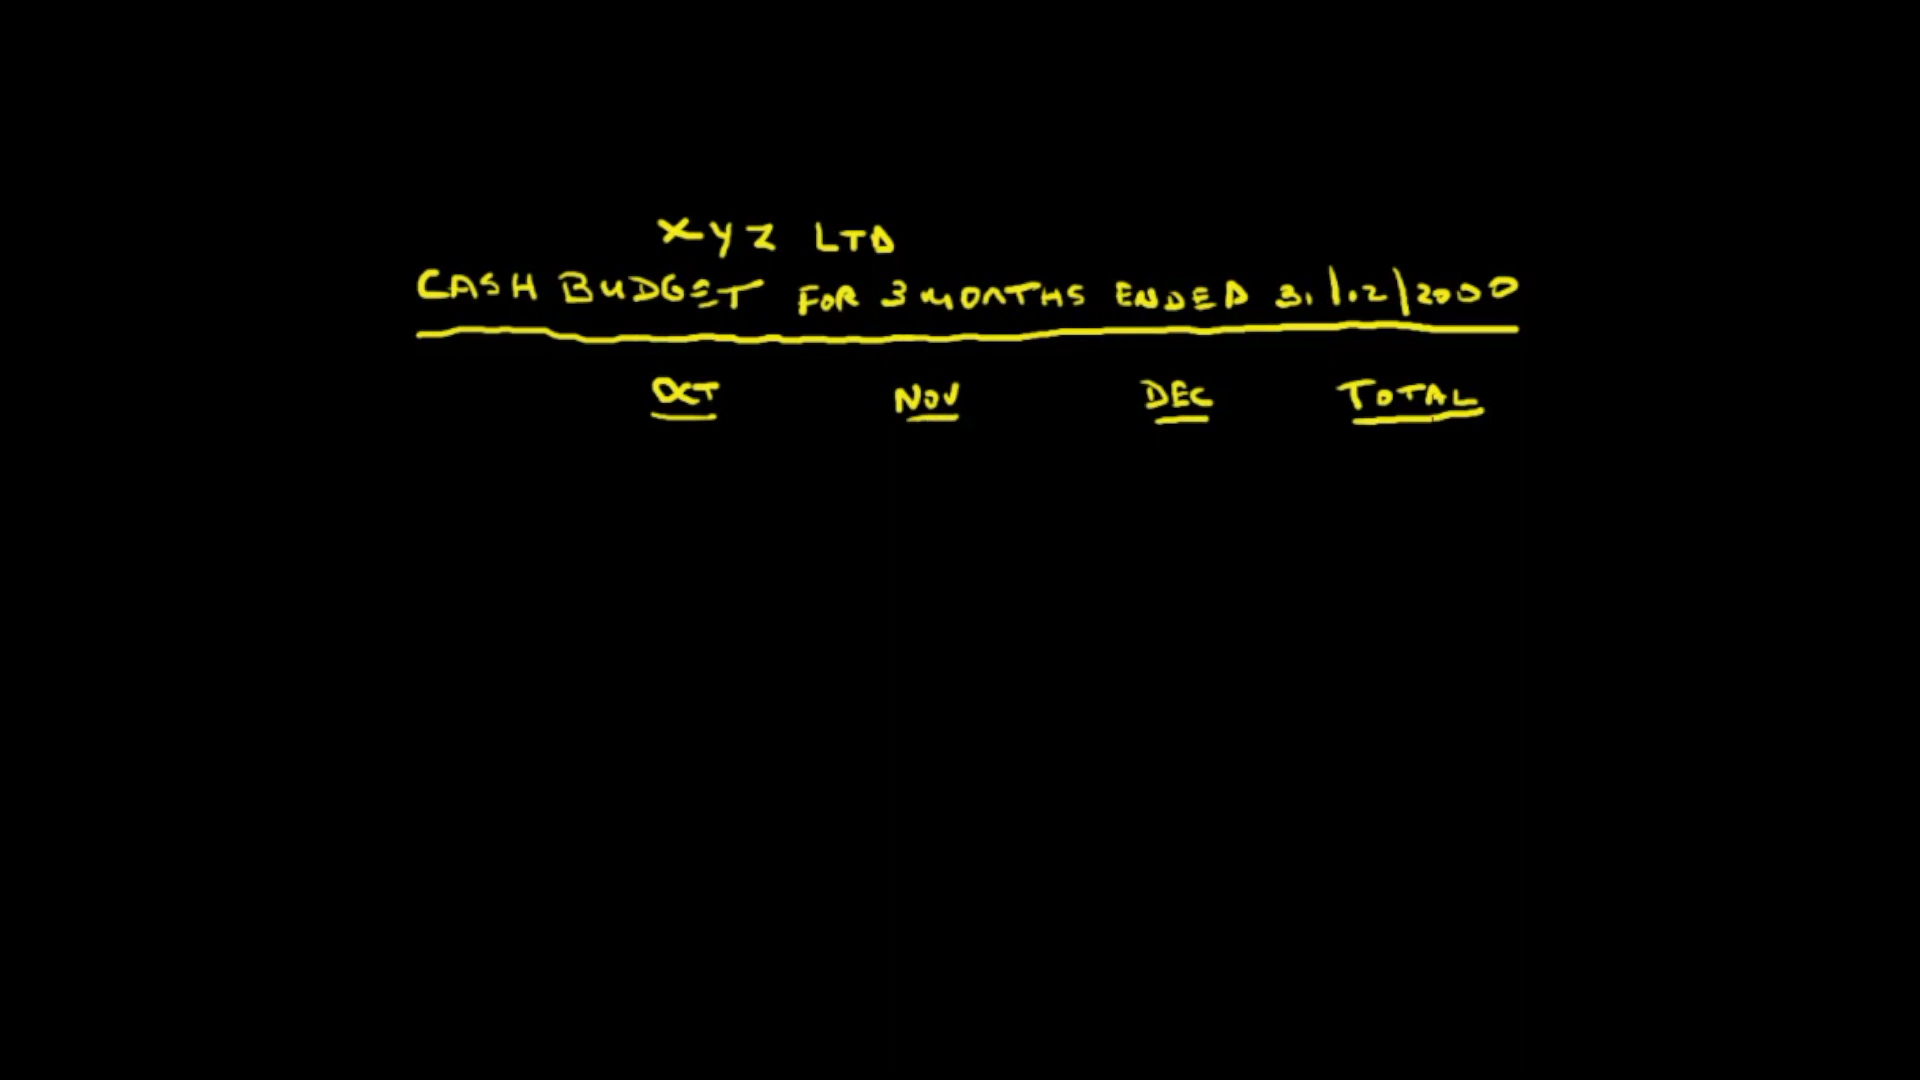 XYZ LTD
CASH BUDGET FOR 3 MONTHS ENDED 31/12/2000
OCT NOV DEC TOTAL